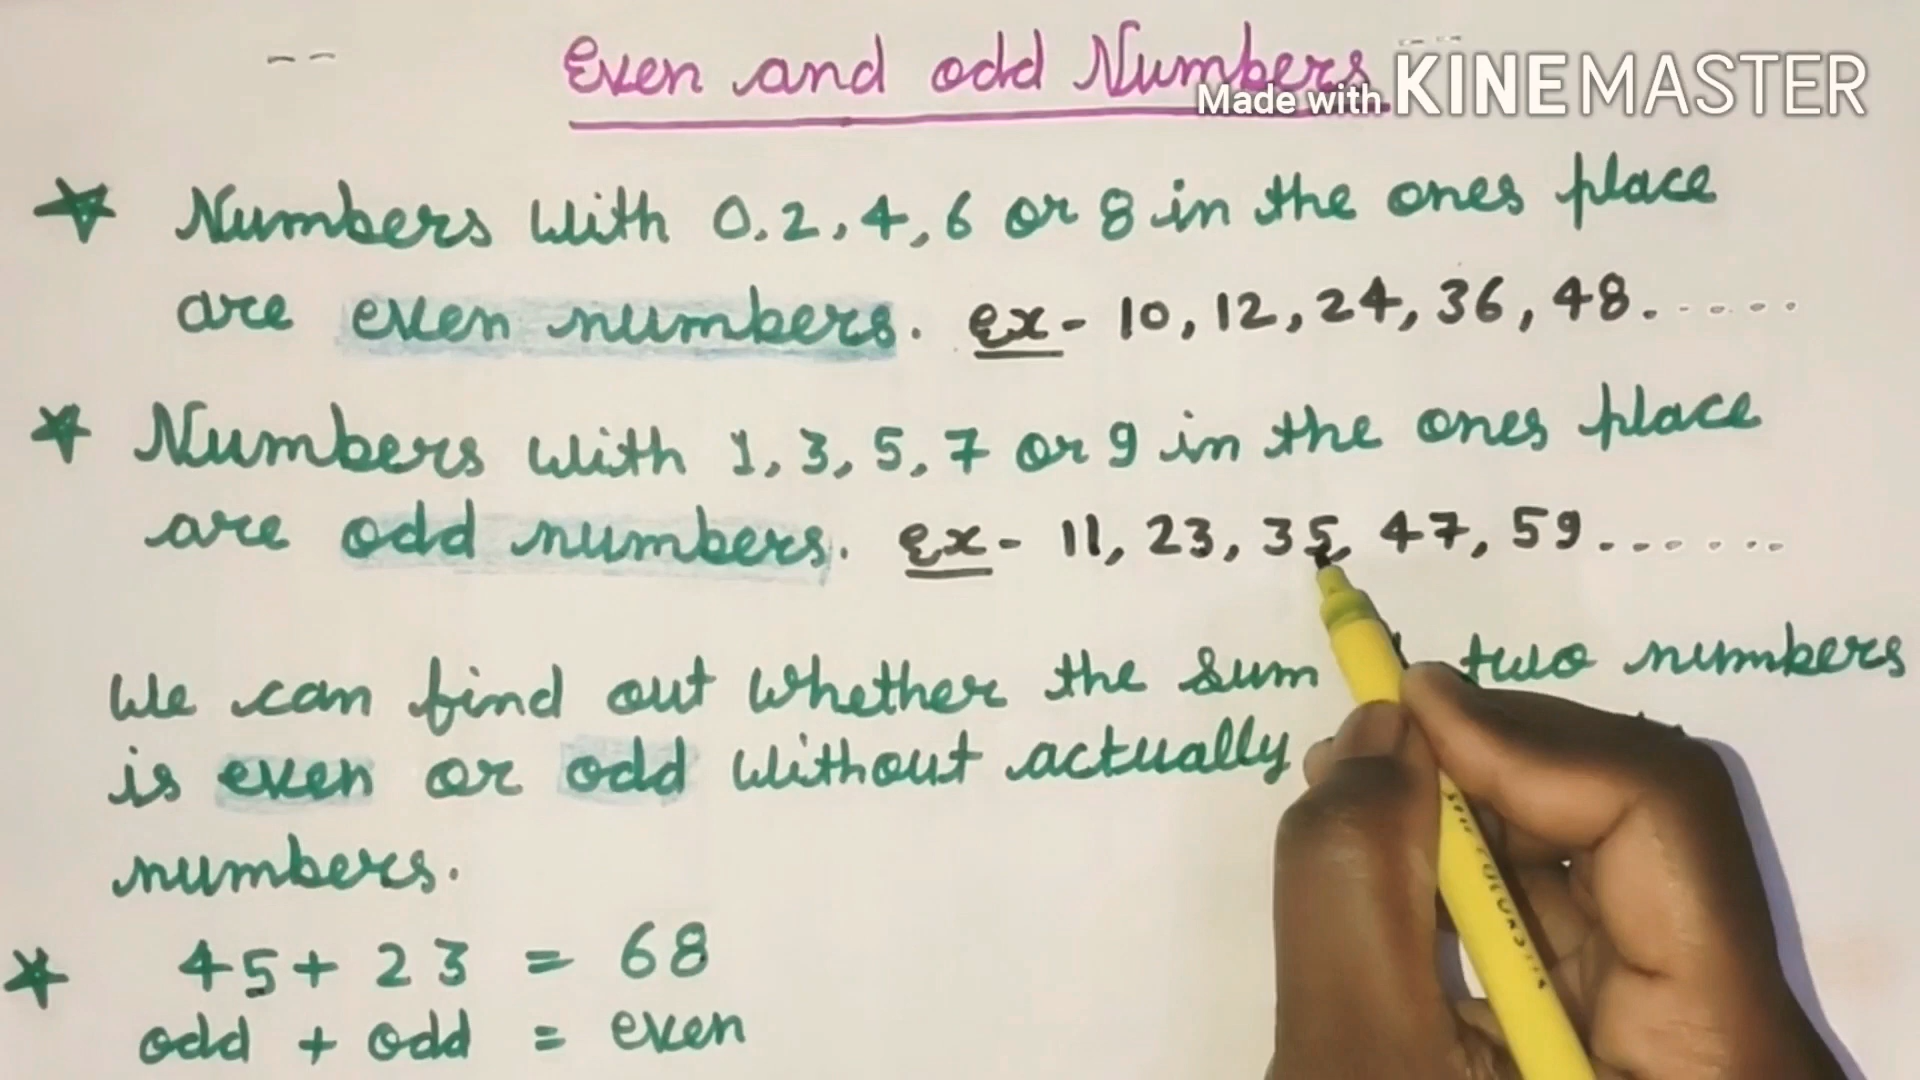 Even and odd Numbers
Made with KINEMASTER
Numbers with 0, 2, 4, 6 or 8 in the ones place
are even numbers. ex- 10, 12, 24, 36, 48......
Numbers with 1, 3, 5, 7 or 9 in the ones place
are odd numbers. ex- 11, 23, 35, 47, 59.......
We can find out whether the sum two numbers
is even or odd without actually
numbers.
45 + 23 = 68
odd + odd = even